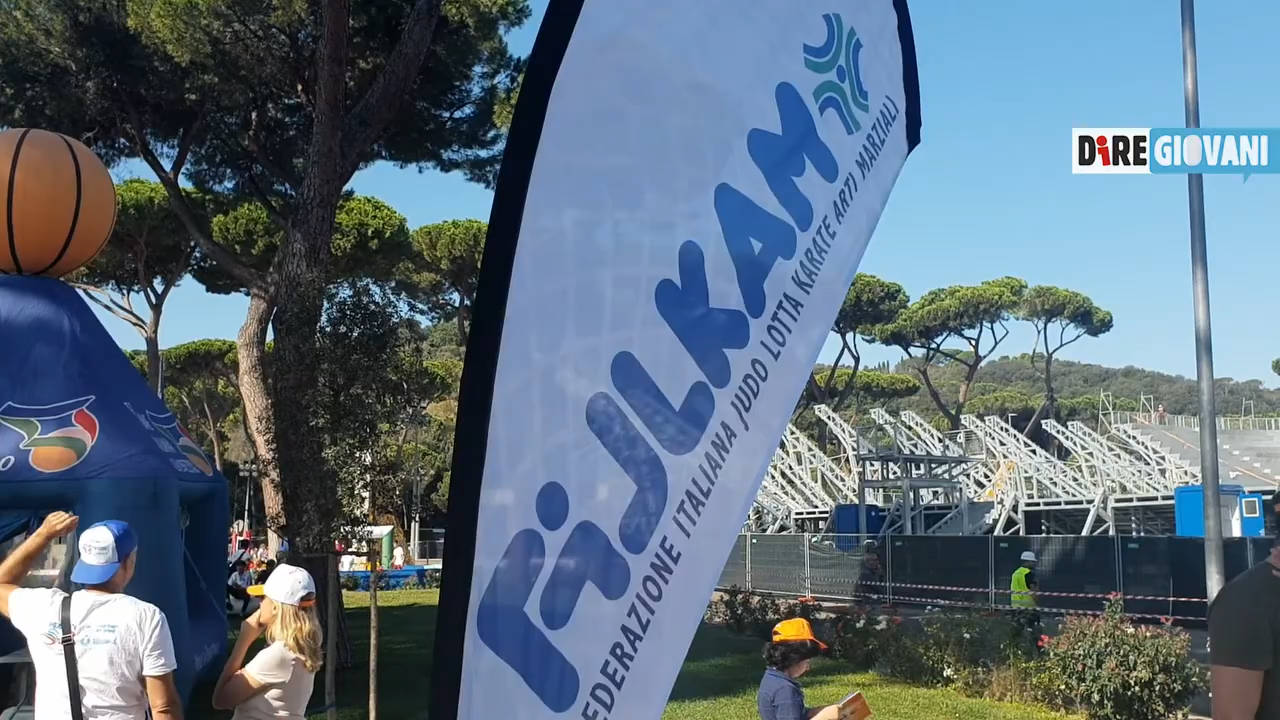 DiRE GIOVANI
FIJLKAM
FEDERAZIONE ITALIANA JUDO LOTTA KARATE ARTI MARZIALI